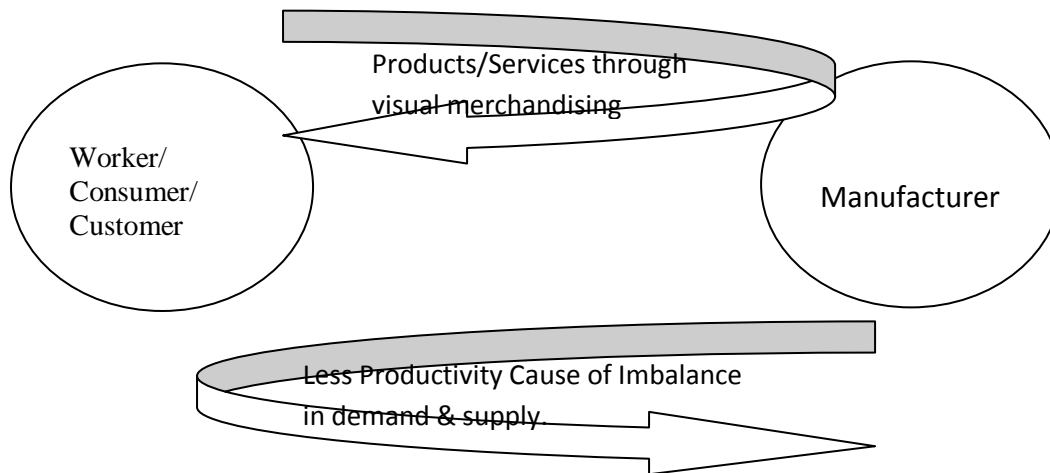 Products/Services through
visual merchandising
Worker/
Consumer/
Customer
Manufacturer
Less Productivity Cause of Imbalance
in demand & supply.